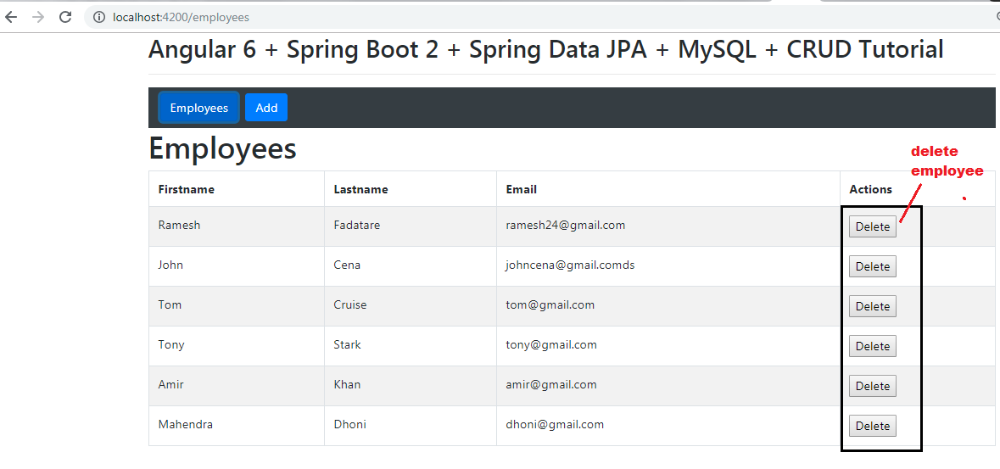 localhost:4200/employees
Angular 6 + Spring Boot 2 + Spring Data JPA + MySQL + CRUD Tutorial
Employees Add
Employees
delete
employee
Firstname Lastname Email Actions
Ramesh Fadatare ramesh24@gmail.com Delete
John Cena johncena@gmail.comds Delete
Tom Cruise tom@gmail.com Delete
Tony Stark tony@gmail.com Delete
Amir Khan amir@gmail.com Delete
Mahendra Dhoni dhoni@gmail.com Delete